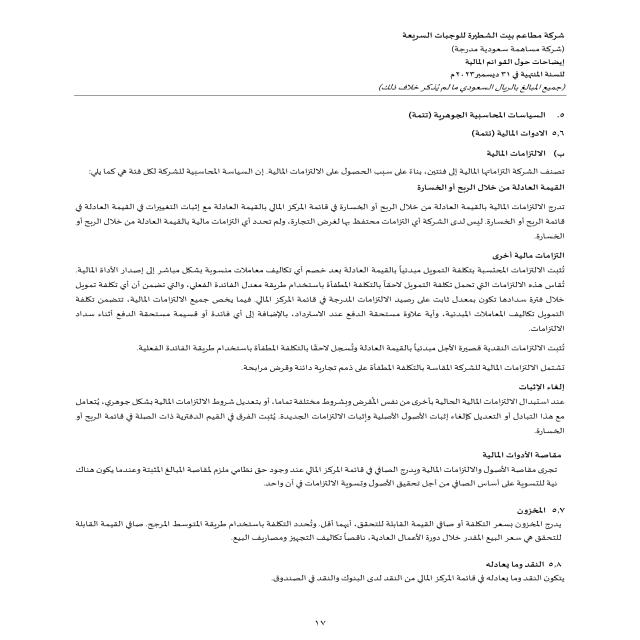 شركة مطاعم بيت الشطيرة للوجبات السريعة
(شركة مساهمة سعودية مدرجة)
إيضاحات حول القوائم المالية
للسنة المنتهية في ٣١ ديسمبر ٢٠٢٣م
(جميع المبالغ بالريال السعودي ما لم يُذكر خلاف ذلك)
٥. السياسات المحاسبية الجوهرية (تتمة)
٥,٦ الادوات المالية (تتمة)
ب) الالتزامات المالية
تصنف الشركة التزاماتها المالية إلى فئتين، بناءً على سبب الحصول على الالتزامات المالية. إن السياسة المحاسبية للشركة لكل فئة هي كما يلي:
القيمة العادلة من خلال الربح أو الخسارة
تدرج الالتزامات المالية بالقيمة العادلة من خلال الربح أو الخسارة في قائمة المركز المالي بالقيمة العادلة مع إثبات التغييرات في القيمة العادلة في
قائمة الربح أو الخسارة. ليس لدى الشركة أي التزامات محتفظ بها لغرض التجارة، ولم تحدد أي التزامات مالية بالقيمة العادلة من خلال الربح أو
الخسارة.
التزامات مالية أخرى
تُثبت الالتزامات المحتسبة بتكلفة التمويل مبدئياً بالقيمة العادلة بعد خصم أي تكاليف معاملات منسوبة بشكل مباشر إلى إصدار الأداة المالية.
تُقاس هذه الالتزامات التي تحمل تكلفة التمويل لاحقاً بالتكلفة المطفأة باستخدام طريقة معدل الفائدة الفعلي، والتي تضمن أن أي تكلفة تمويل
خلال فترة سدادها تكون بمعدل ثابت على رصيد الالتزامات المدرجة في قائمة المركز المالي. فيما يخص جميع الالتزامات المالية، تتضمن تكلفة
التمويل تكاليف المعاملات المبدئية، وأية علاوة مستحقة الدفع عند الاسترداد، بالإضافة إلى أي فائدة أو قسيمة مستحقة الدفع أثناء سداد
الالتزامات.
تُثبت الالتزامات النقدية قصيرة الأجل مبدئياً بالقيمة العادلة وتُسجل لاحقًا بالتكلفة المطفأة باستخدام طريقة الفائدة الفعلية.
تشتمل الالتزامات المالية للشركة المقاسة بالتكلفة المطفأة على ذمم تجارية دائنة وقرض مرابحة.
إلغاء الإثبات
عند استبدال الالتزامات المالية الحالية بأخرى من نفس المُقرض وبشروط مختلفة تماما، أو بتعديل شروط الالتزامات المالية بشكل جوهري، يُتعامل
مع هذا التبادل أو التعديل كإلغاء إثبات الأصول الأصلية وإثبات الالتزامات الجديدة. يُثبت الفرق في القيم الدفترية ذات الصلة في قائمة الربح أو
الخسارة.
مقاصة الأدوات المالية
تجرى مقاصة الأصول والالتزامات المالية ويدرج الصافي في قائمة المركز المالي عند وجود حق نظامي ملزم لمقاصة المبالغ المثبتة وعندما يكون هناك
نية للتسوية على أساس الصافي من أجل تحقيق الأصول وتسوية الالتزامات في آن واحد.
٥,٧ المخزون
يدرج المخزون بسعر التكلفة أو صافي القيمة القابلة للتحقق، أيهما أقل. وتُحدد التكلفة باستخدام طريقة المتوسط المرجح. صافي القيمة القابلة
للتحقق هي سعر البيع المقدر خلال دورة الأعمال العادية، ناقصاً تكاليف التجهيز ومصاريف البيع.
٥,٨ النقد وما يعادله
يتكون النقد وما يعادله في قائمة المركز المالي من النقد لدى البنوك والنقد في الصندوق.
١٧